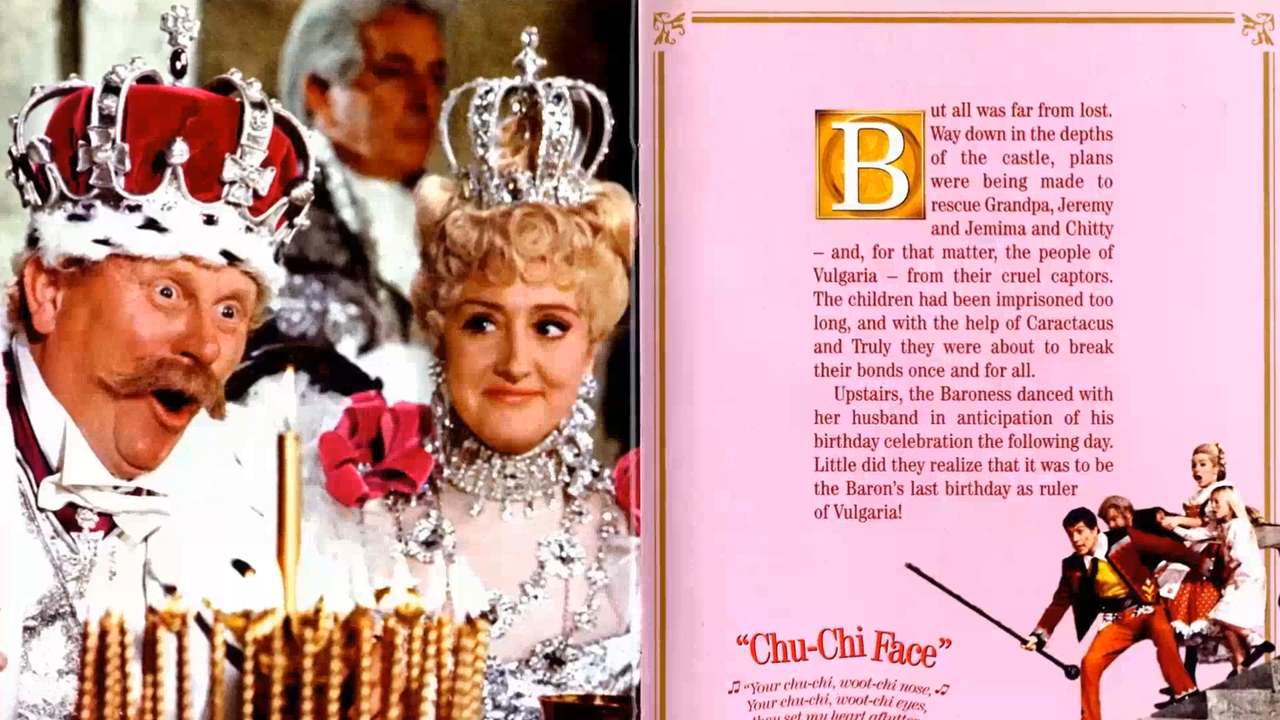 But all was far from lost.
Way down in the depths
of the castle, plans
were being made to
rescue Grandpa, Jeremy
and Jemima and Chitty
– and, for that matter, the people of
Vulgaria – from their cruel captors.
The children had been imprisoned too
long, and with the help of Caractacus
and Truly they were about to break
their bonds once and for all.
Upstairs, the Baroness danced with
her husband in anticipation of his
birthday celebration the following day.
Little did they realize that it was to be
the Baron's last birthday as ruler
of Vulgaria!
"Chu-Chi Face"
♫ "Your chu-chi, woot-chi nose, ♫
Your chu-chi, woot-chi eyes,
they set my heart aflutter